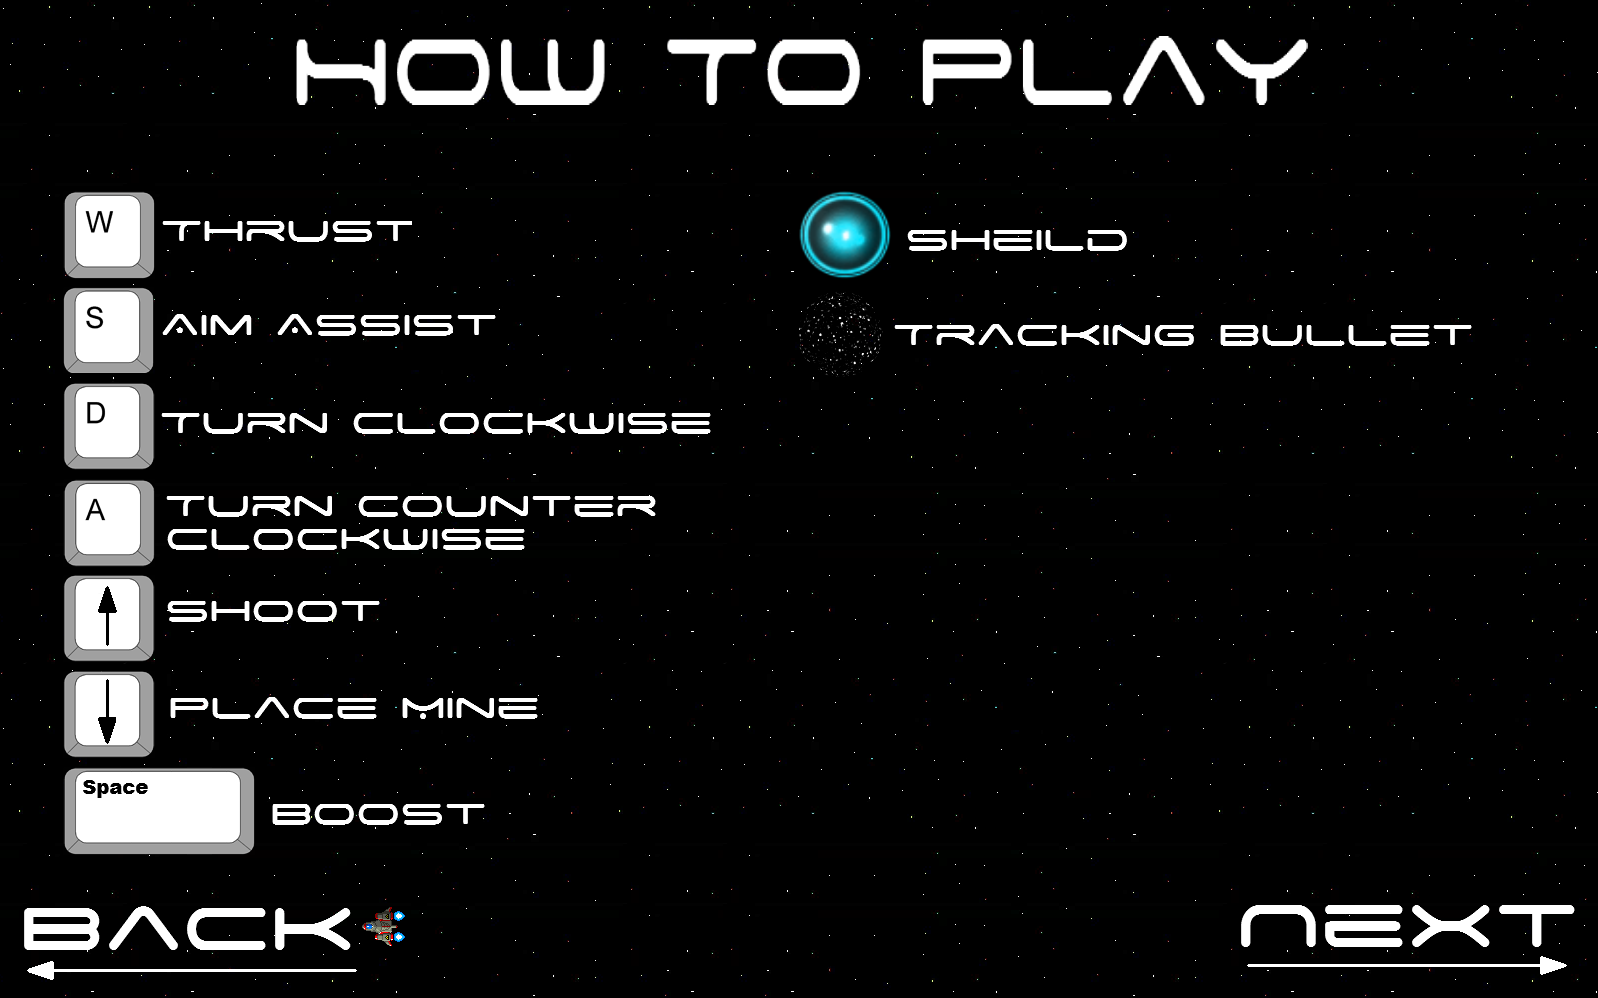 HOW TO PLAY
W THRUST
S AIM ASSIST
D TURN CLOCKWISE
A TURN COUNTER
CLOCKWISE
SHOOT
PLACE MINE
Space BOOST
SHEILD
TRACKING BULLET
BACK
NEXT